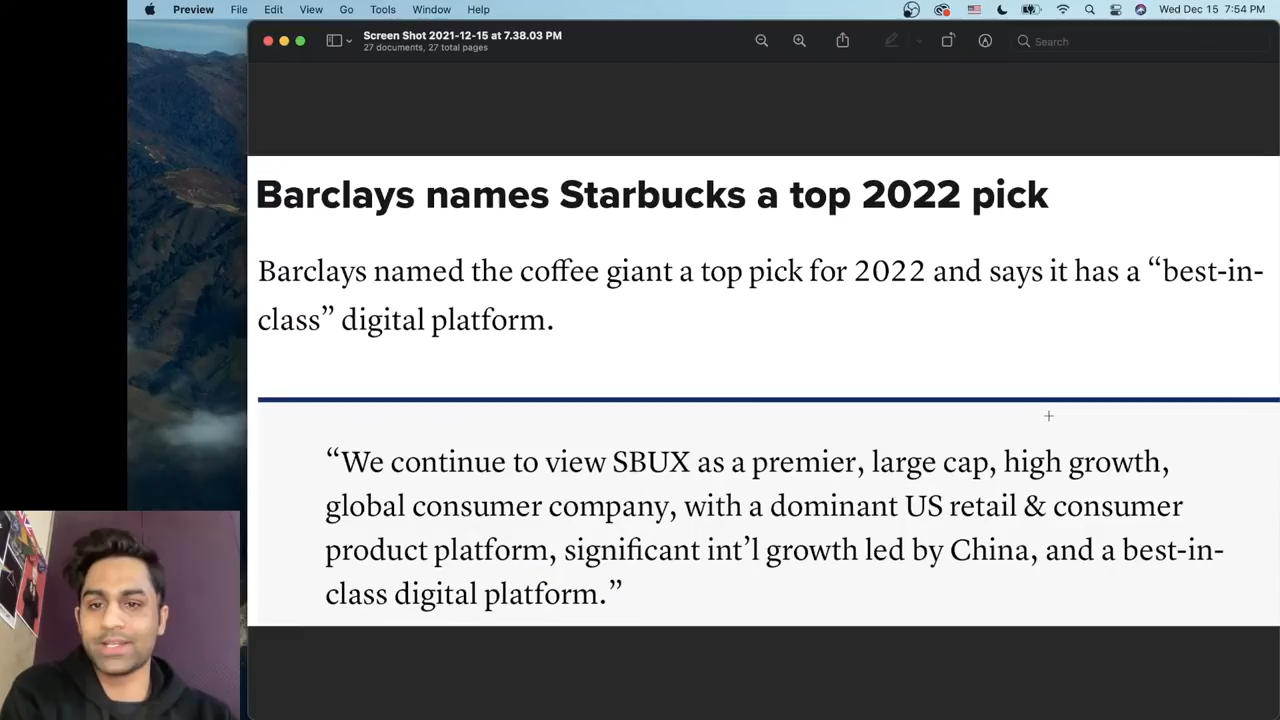 Preview File Edit View Go Tools Window Help Wed Dec 15 7:54 PM
Screen Shot 2021-12-15 at 7.38.03 PM
27 documents, 27 total pages
Search
Barclays names Starbucks a top 2022 pick
Barclays named the coffee giant a top pick for 2022 and says it has a “best-in-
class” digital platform.
“We continue to view SBUX as a premier, large cap, high growth,
global consumer company, with a dominant US retail & consumer
product platform, significant int’l growth led by China, and a best-in-
class digital platform.”